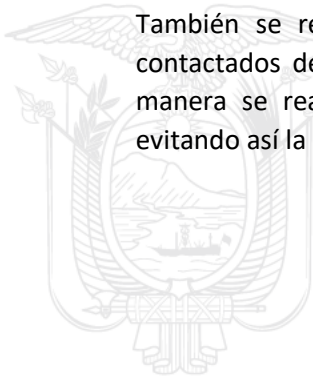 También se re
contactados de
manera se rea
evitando así la